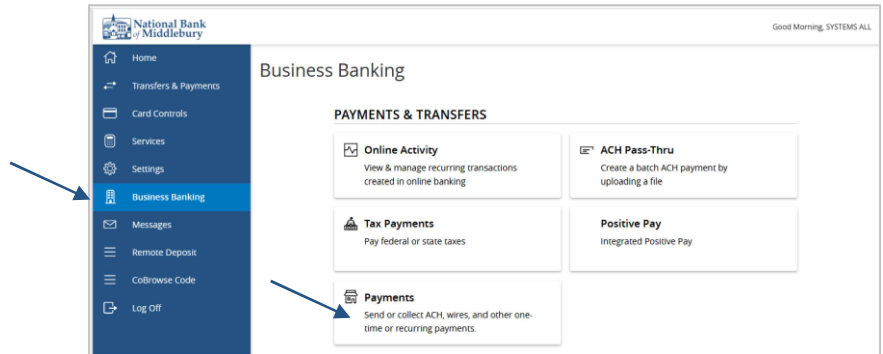 National Bank
of Middlebury
Good Morning, SYSTEMS ALL
Home
Transfers & Payments
Card Controls
Services
Settings
Business Banking
Messages
Remote Deposit
CoBrowse Code
Log Off
Business Banking
PAYMENTS & TRANSFERS
Online Activity
View & manage recurring transactions
created in online banking
ACH Pass-Thru
Create a batch ACH payment by
uploading a file
Tax Payments
Pay federal or state taxes
Positive Pay
Integrated Positive Pay
Payments
Send or collect ACH, wires, and other one-
time or recurring payments.